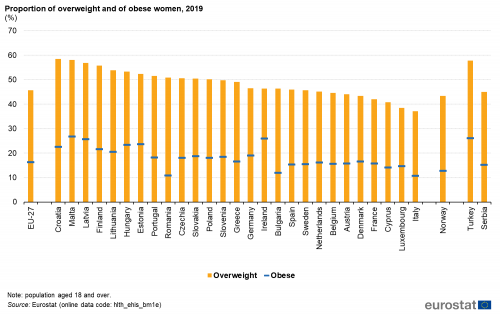 Proportion of overweight and of obese women, 2019
(%)
70
60
50
40
30
20
10
0
EU-27
Croatia
Malta
Latvia
Finland
Lithuania
Hungary
Estonia
Portugal
Romania
Czechia
Slovakia
Poland
Slovenia
Greece
Germany
Ireland
Bulgaria
Spain
Sweden
Netherlands
Belgium
Austria
Denmark
France
Cyprus
Luxembourg
Italy
Norway
Turkey
Serbia
Overweight Obese
Note: population aged 18 and over.
Source: Eurostat (online data code: hlth_ehis_bm1e)
eurostat